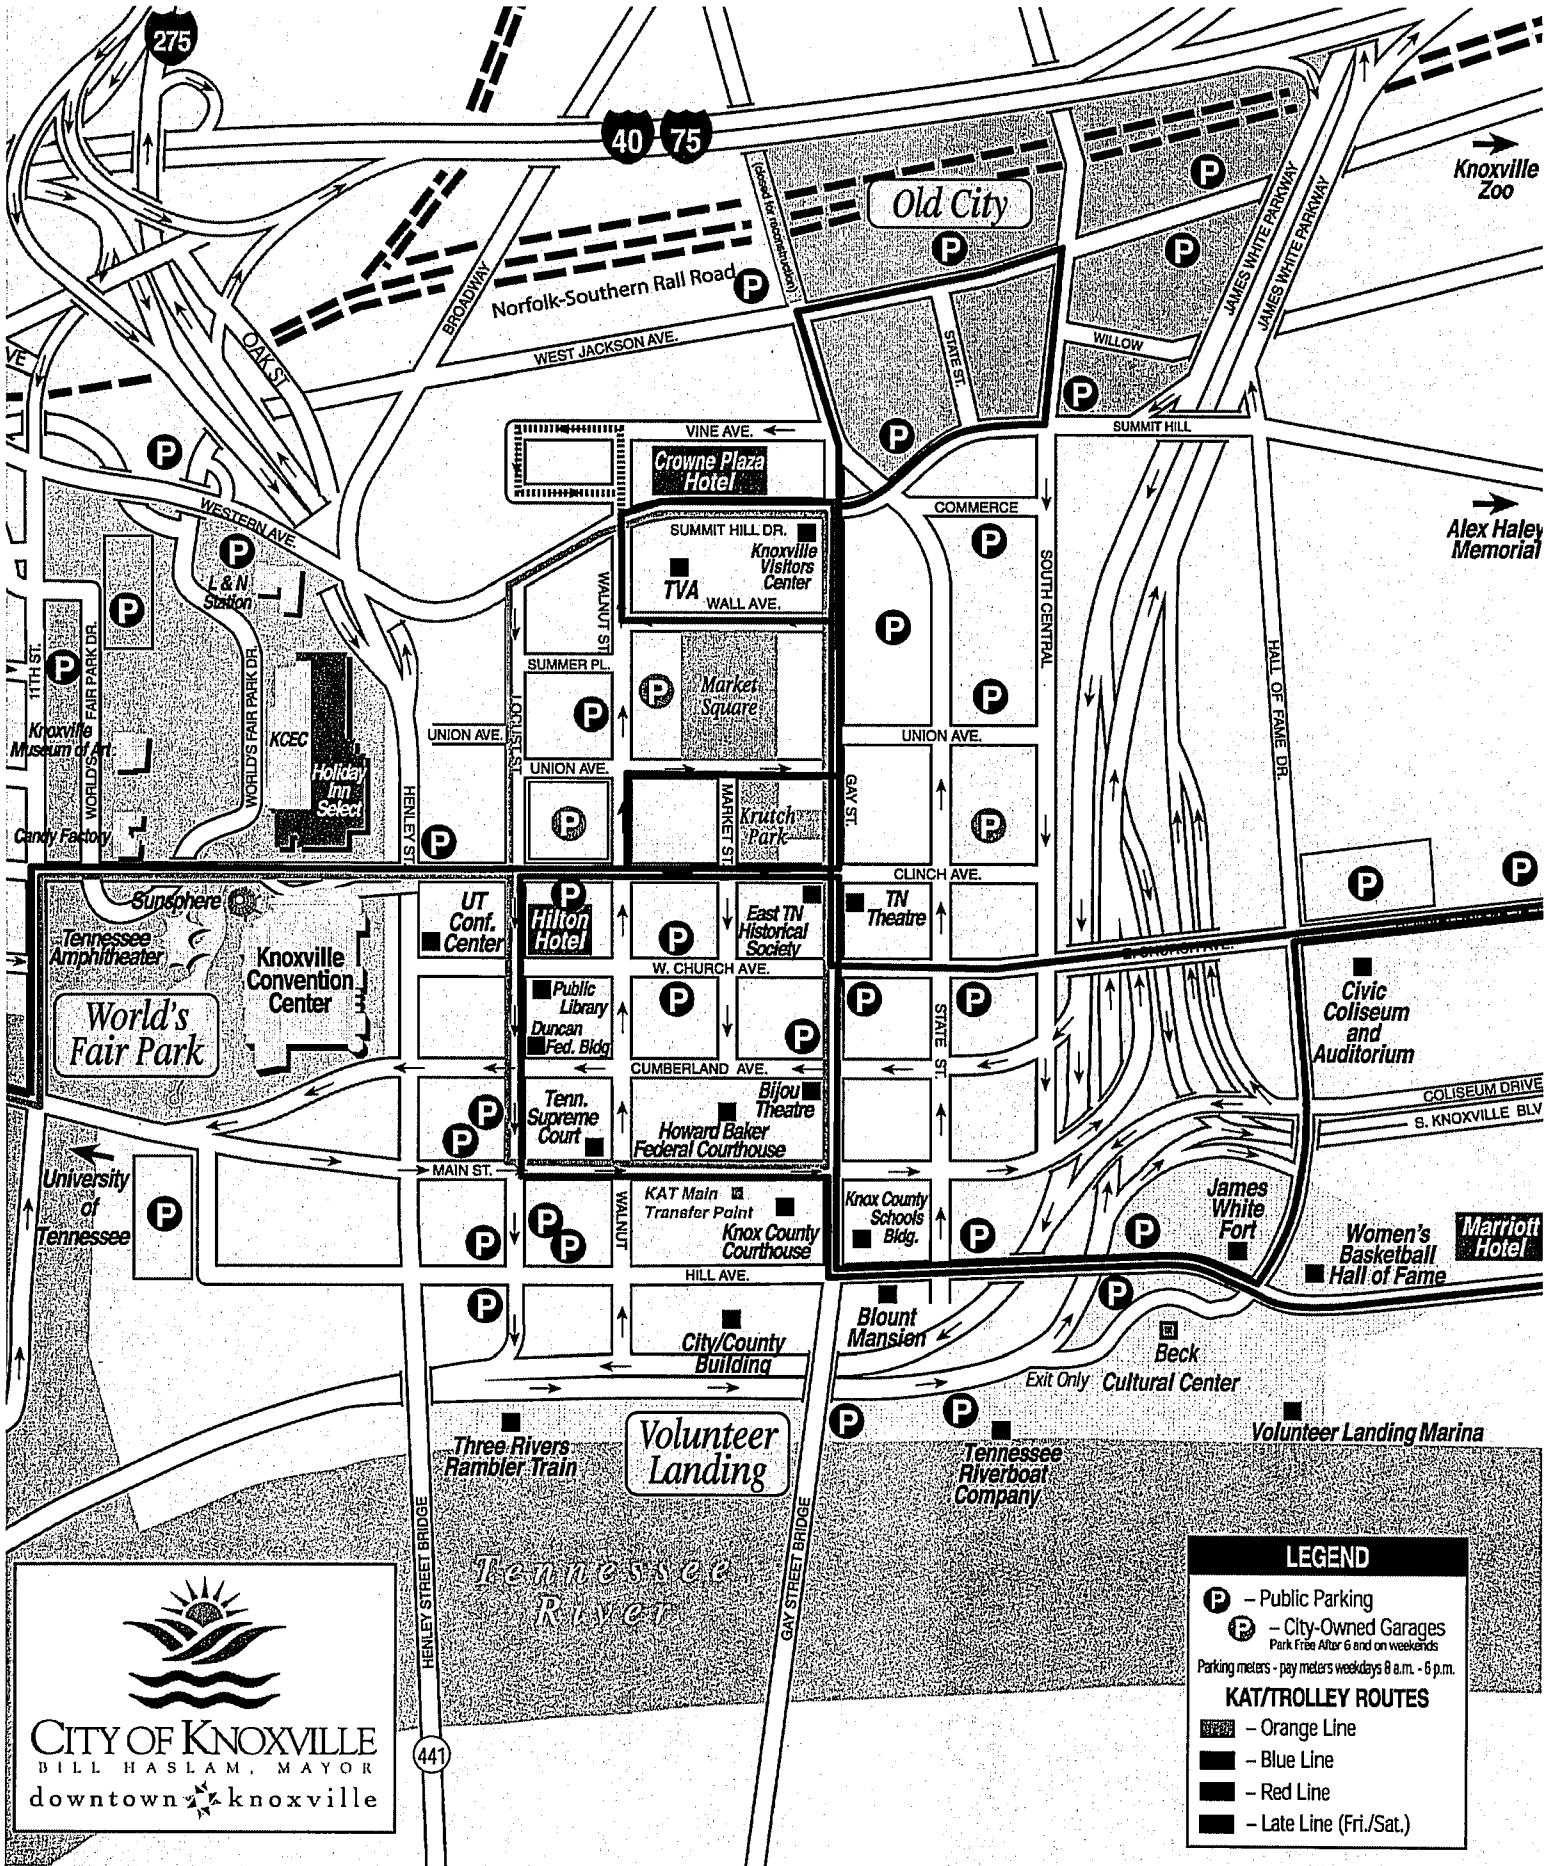 275
40
75
Knoxville
Zoo
Old City
(closed for reconstruction)
JAMES WHITE PARKWAY
JAMES WHITE PARKWAY
BROADWAY
Norfolk-Southern Rail Road
WEST JACKSON AVE.
OAK ST
VE
STATE ST.
WILLOW
SUMMIT HILL
VINE AVE.
Crowne Plaza
Hotel
WESTERN AVE.
COMMERCE
Alex Haley
Memorial
SUMMIT HILL DR.
Knoxville
Visitors
Center
TVA
WALL AVE.
WALNUT ST.
SOUTH CENTRAL
L & N
Station
11TH ST.
WORLD'S FAIR PARK DR.
WORLD'S FAIR PARK DR.
HALL OF FAME DR.
SUMMER PL.
LOCUST ST.
Market
Square
Knoxville
Museum of Art
KCEC
UNION AVE.
UNION AVE.
UNION AVE.
Holiday
Inn
Select
HENLEY ST.
MARKET ST.
Krutch
Park
GAY ST.
Candy Factory
CLINCH AVE.
Sunsphere
UT
Conf.
Center
Hilton
Hotel
East TN
Historical
Society
TN
Theatre
Tennessee
Amphitheater
Knoxville
Convention
Center
W. CHURCH AVE.
E. CHURCH AVE.
World's
Fair Park
Public
Library
Duncan
Fed. Bldg
STATE ST.
Civic
Coliseum
and
Auditorium
CUMBERLAND AVE.
COLISEUM DRIVE
S. KNOXVILLE BLV
Tenn.
Supreme
Court
Bijou
Theatre
Howard Baker
Federal Courthouse
MAIN ST.
University
of
Tennessee
WALNUT
KAT Main
Transfer Point
Knox County
Courthouse
Knox County
Schools
Bldg.
James
White
Fort
Women's
Basketball
Hall of Fame
Marriott
Hotel
HILL AVE.
City/County
Building
Blount
Mansion
Beck
Cultural Center
Exit Only
Three Rivers
Rambler Train
Volunteer
Landing
Tennessee
Riverboat
Company
Volunteer Landing Marina
HENLEY STREET BRIDGE
GAY STREET BRIDGE
Tennessee
River
441
CITY OF KNOXVILLE
BILL HASLAM, MAYOR
downtown knoxville
LEGEND
P – Public Parking
P – City-Owned Garages
Park Free After 6 and on weekends
Parking meters - pay meters weekdays 8 a.m. - 6 p.m.
KAT/TROLLEY ROUTES
– Orange Line
– Blue Line
– Red Line
– Late Line (Fri./Sat.)